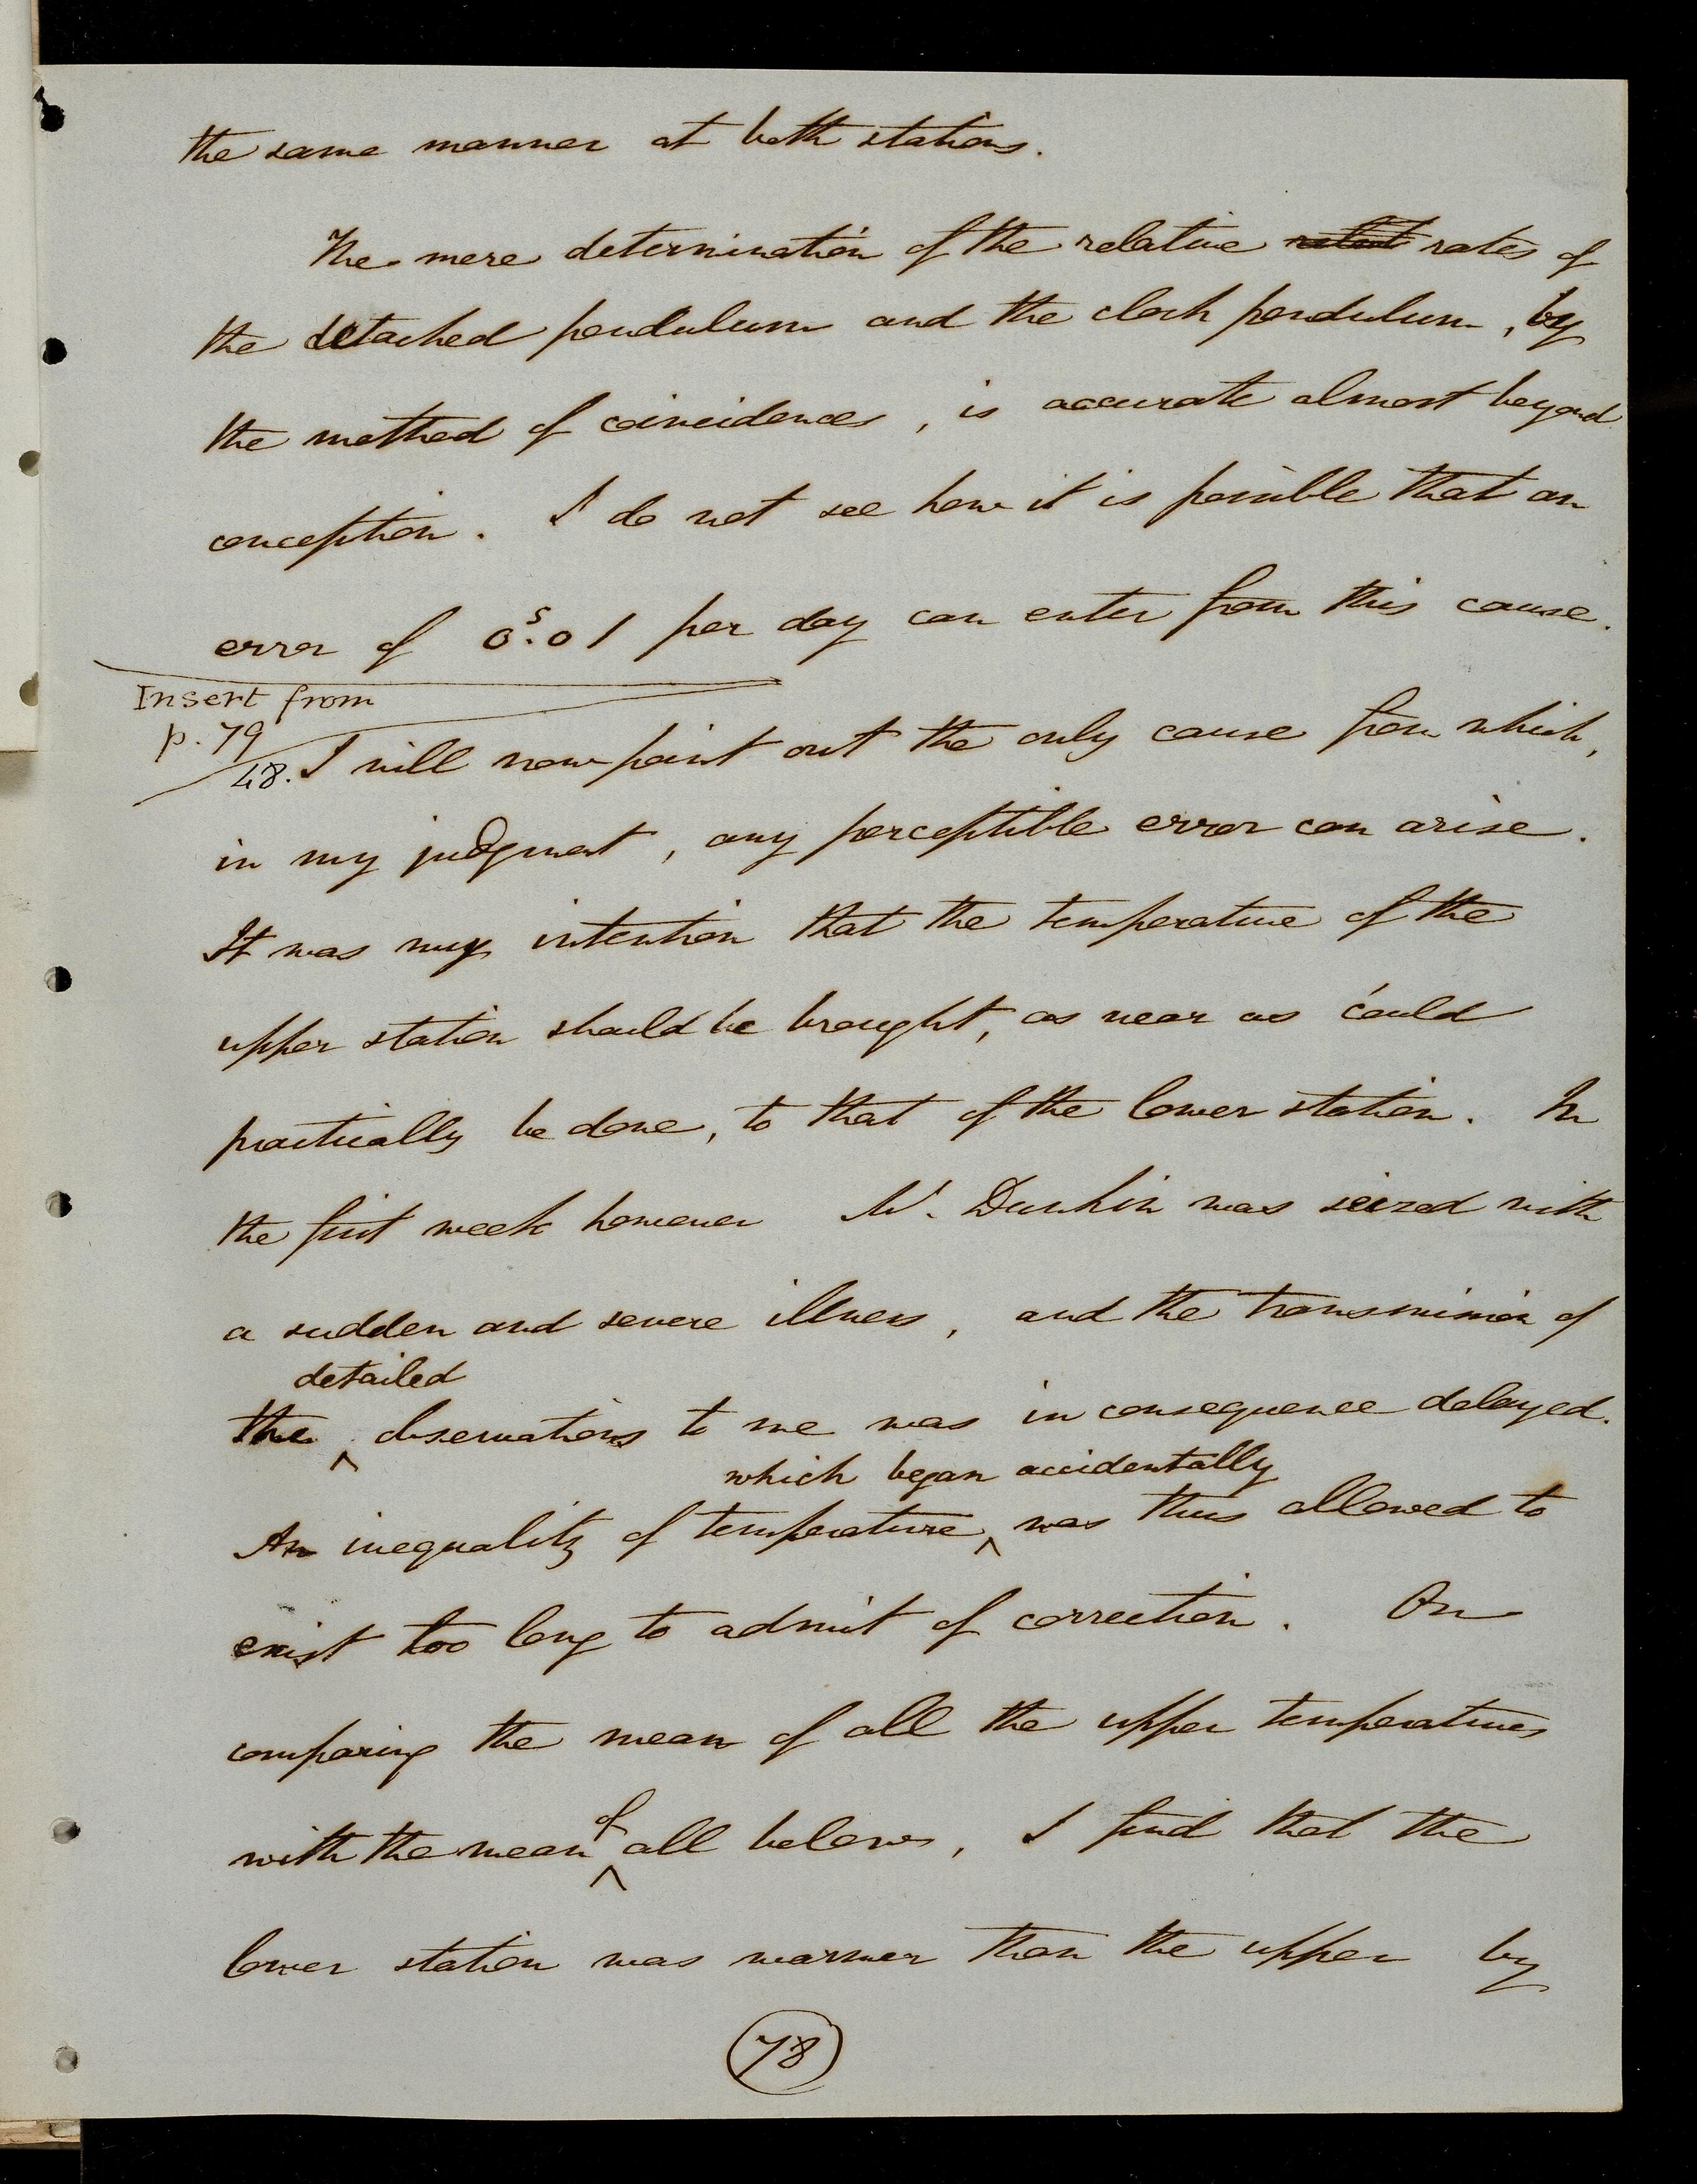 the same manner at both stations.
The mere determination of the relative rates of
the detached pendulum and the clock pendulum, by
the method of coincidences, is accurate almost beyond
conception. I do not see how it is possible that an
error of 0ˢ.01 per day can enter from this cause.
Insert from
p. 79
48. I will now point out the only cause from which,
in my judgment, any perceptible error can arise.
It was my intention that the temperature of the
upper station should be brought, as near as could
practically be done, to that of the lower station. In
the first week however Mr. Dunkin was seized with
a sudden and severe illness, and the transmission of
detailed
the ^ observations to me was in consequence delayed.
which began accidentally
An inequality of temperature ^ was thus allowed to
exist too long to admit of correction. On
comparing the mean of all the upper temperatures
of
with the mean ^ all below, I find that the
lower station was warmer than the upper by
78